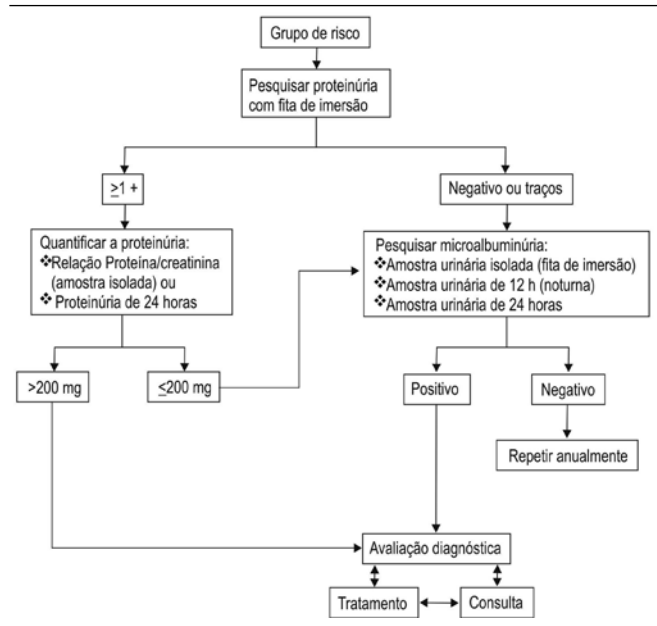 Grupo de risco
Pesquisar proteinúria
com fita de imersão
≥1 +
Negativo ou traços
Quantificar a proteinúria:
❖Relação Proteína/creatinina
(amostra isolada) ou
❖ Proteinúria de 24 horas
Pesquisar microalbuminúria:
❖Amostra urinária isolada (fita de imersão)
❖Amostra urinária de 12 h (noturna)
❖Amostra urinária de 24 horas
>200 mg
≤200 mg
Positivo
Negativo
Repetir anualmente
Avaliação diagnóstica
Tratamento
Consulta